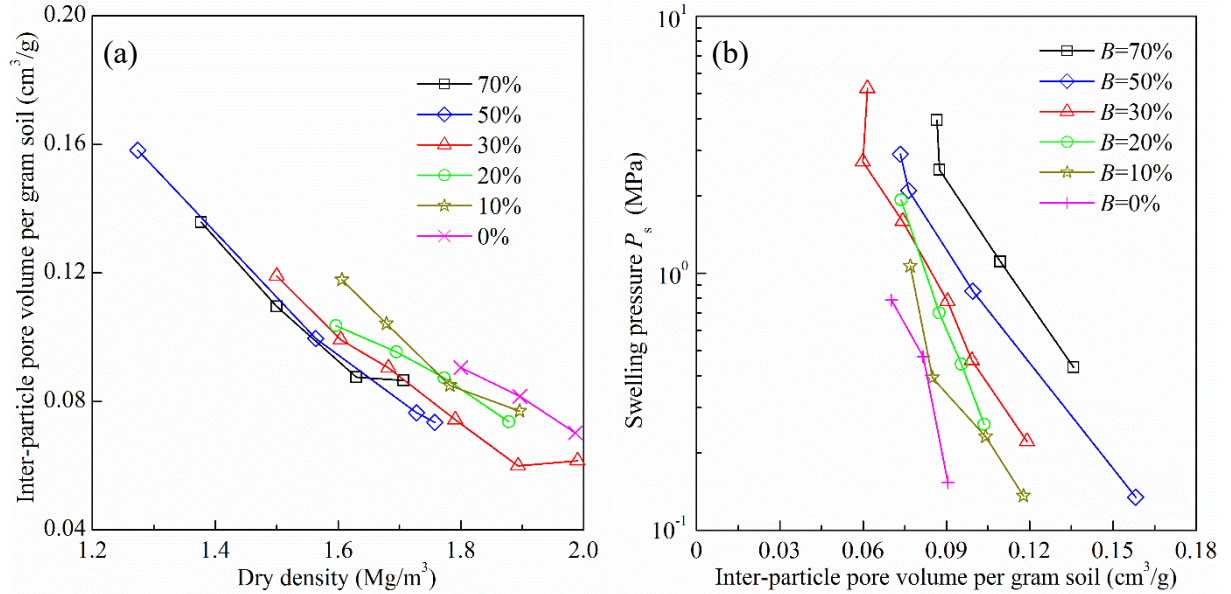 (a)
Inter-particle pore volume per gram soil (cm³/g)
0.20
0.16
0.12
0.08
0.04
1.2
1.4
1.6
1.8
2.0
Dry density (Mg/m³)
70%
50%
30%
20%
10%
0%
(b)
Swelling pressure Pₛ (MPa)
10¹
10⁰
10⁻¹
0
0.03
0.06
0.09
0.12
0.15
0.18
Inter-particle pore volume per gram soil (cm³/g)
B=70%
B=50%
B=30%
B=20%
B=10%
B=0%